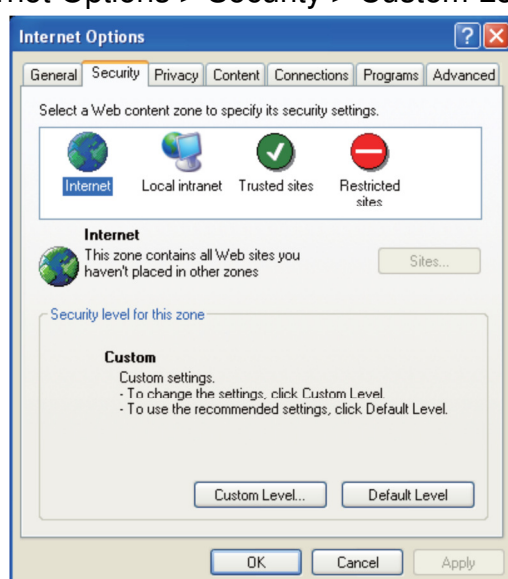 Internet Options
General Security Privacy Content Connections Programs Advanced
Select a Web content zone to specify its security settings.
Internet Local intranet Trusted sites Restricted
sites
Internet
This zone contains all Web sites you
haven't placed in other zones
Sites...
Security level for this zone
Custom
Custom settings.
- To change the settings, click Custom Level.
- To use the recommended settings, click Default Level.
Custom Level... Default Level
OK Cancel Apply